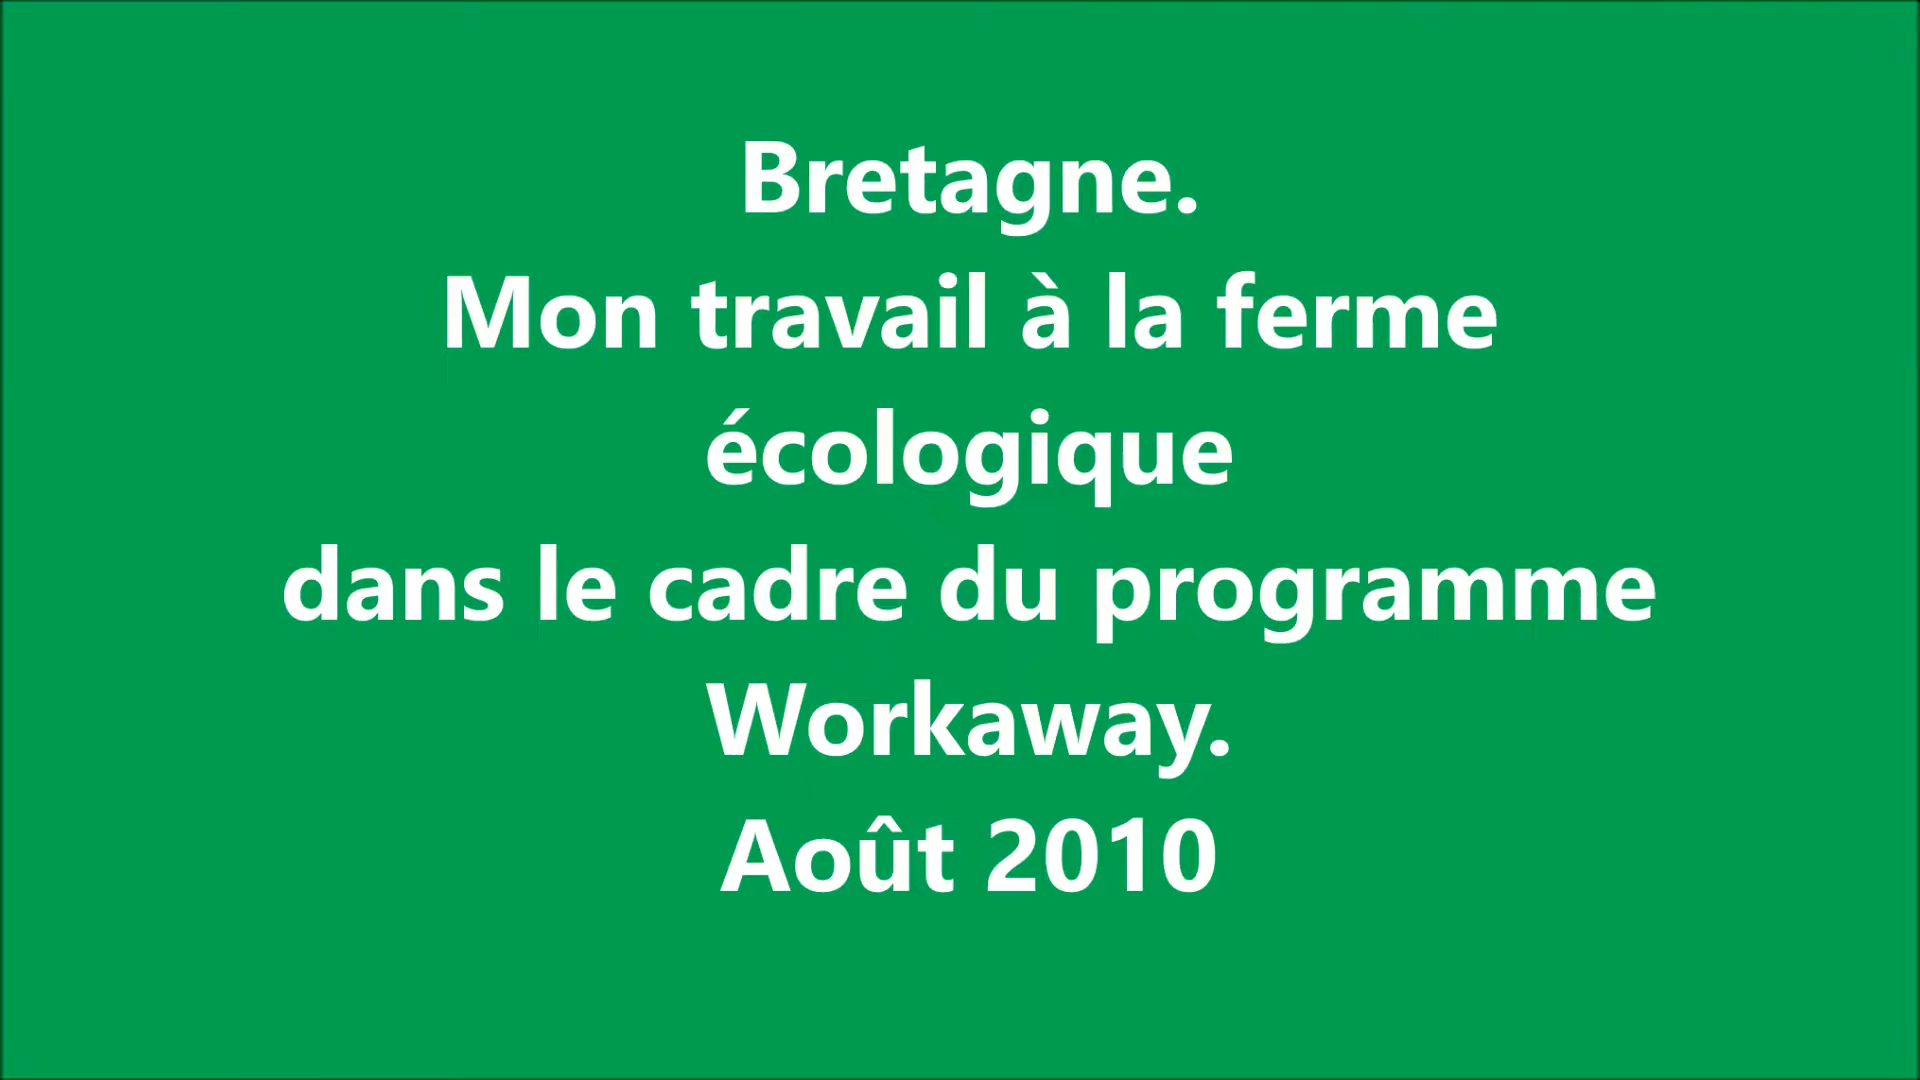 Bretagne.
Mon travail à la ferme
écologique
dans le cadre du programme
Workaway.
Août 2010